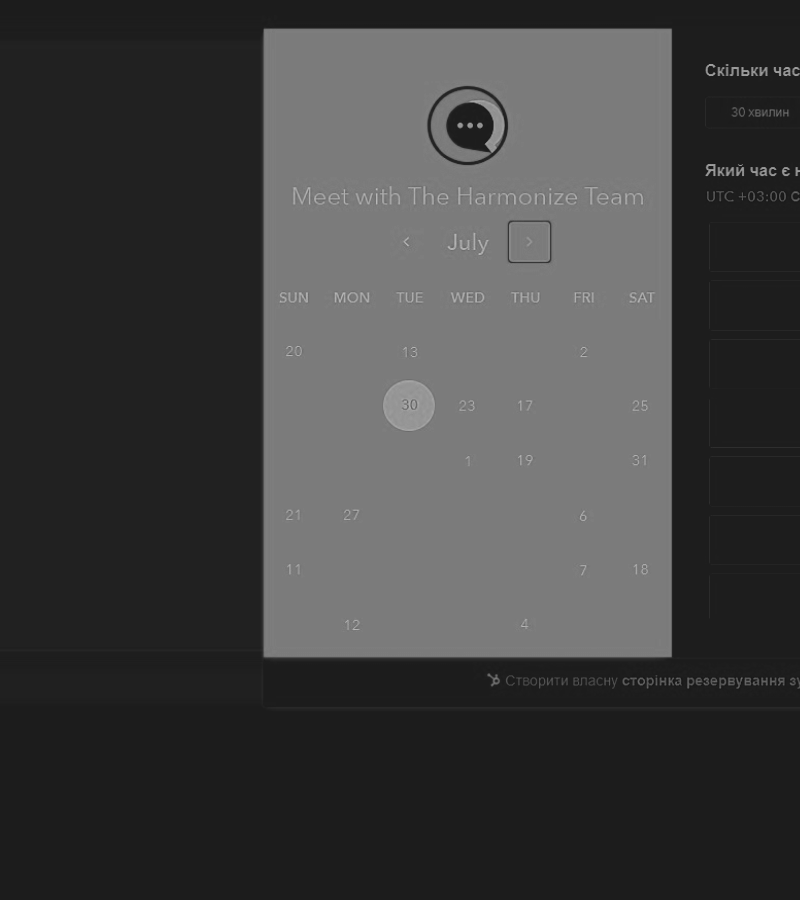 Meet with The Harmonize Team
July
SUN MON TUE WED THU FRI SAT
20 13 2
30 23 17 25
1 19 31
21 27 6
11 7 18
12 4
Скільки час
30 хвилин
Який час є н
UTC +03:00 С
Створити власну сторінка резервування зу